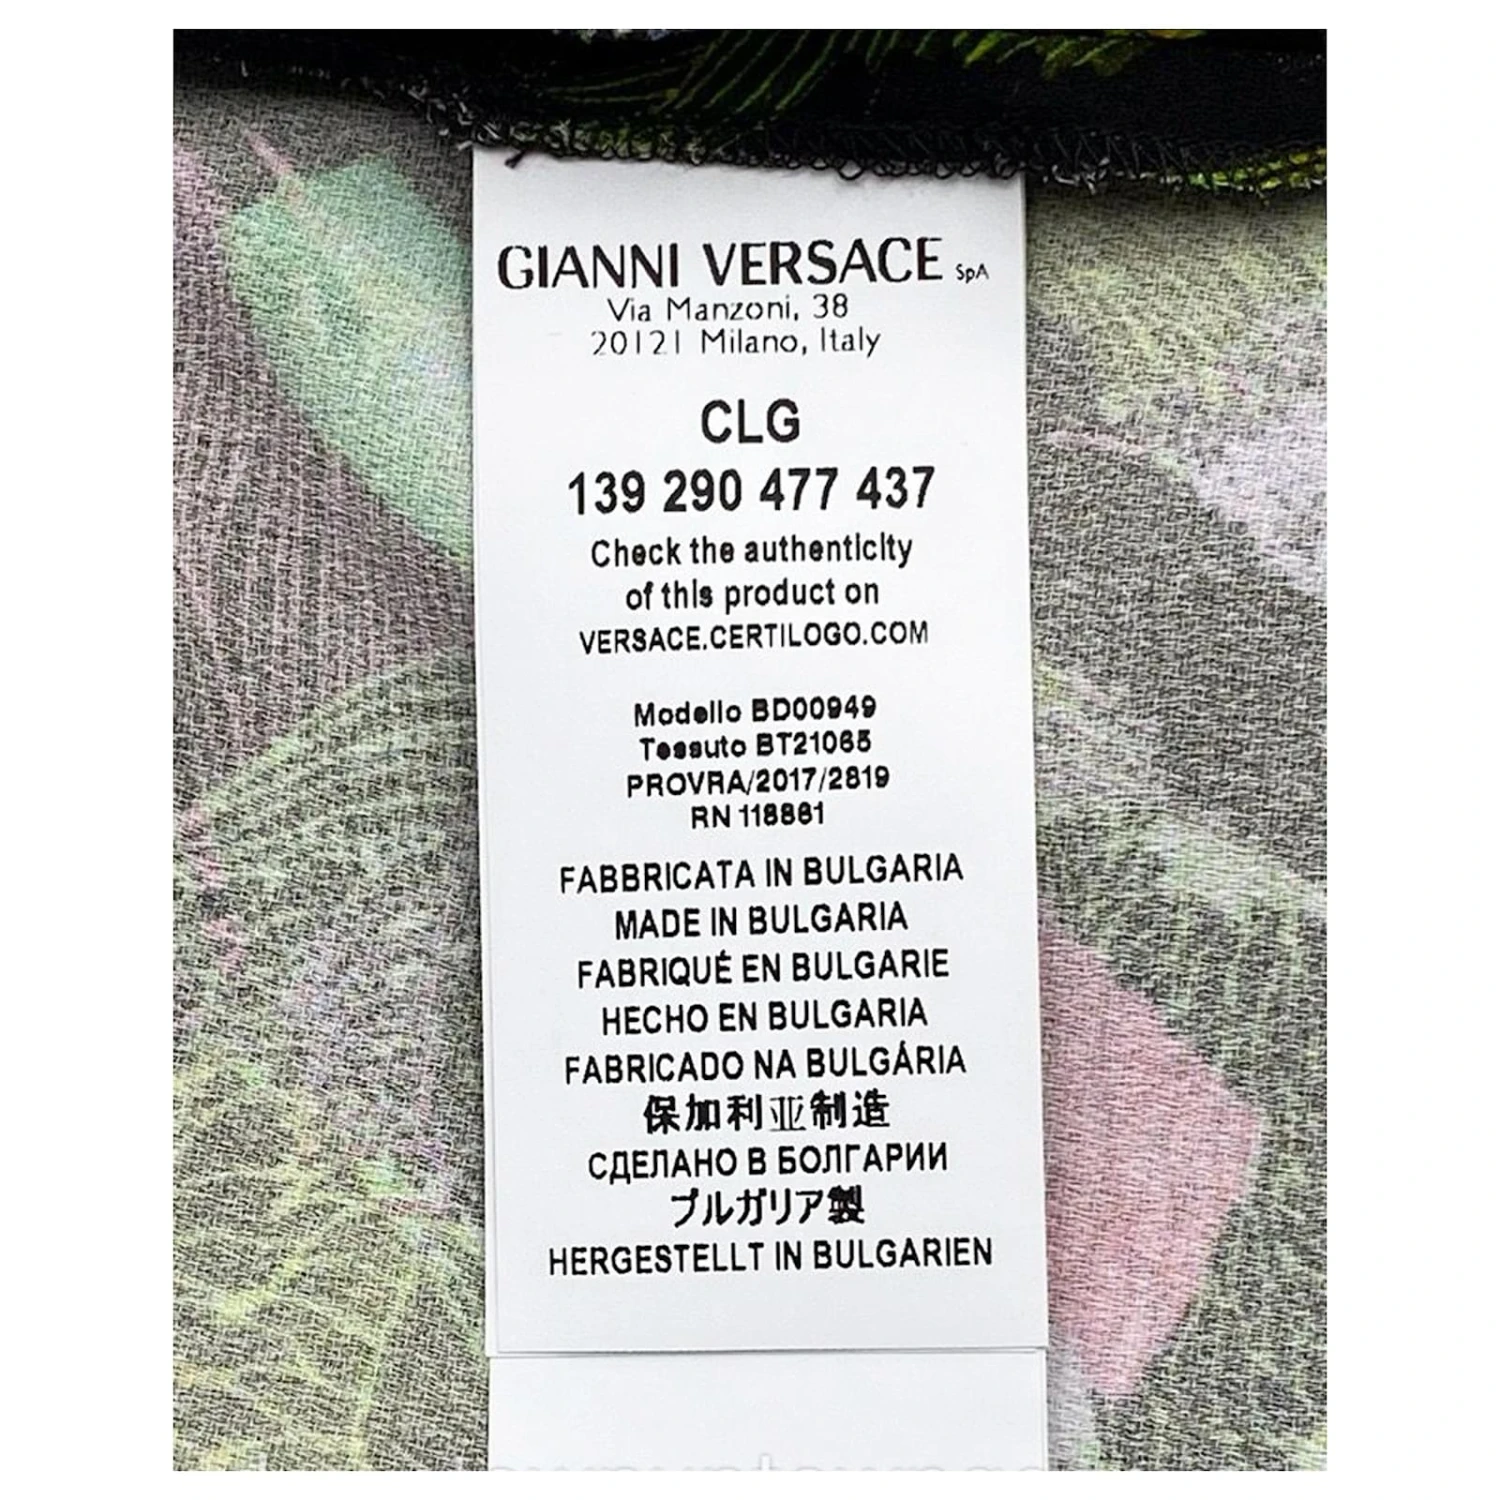 GIANNI VERSACE SpA
Via Manzoni, 38
20121 Milano, Italy
CLG
139 290 477 437
Check the authenticity
of this product on
VERSACE.CERTILOGO.COM
Modello BD00949
Tessuto BT21065
PROVRA/2017/2819
RN 118881
FABBRICATA IN BULGARIA
MADE IN BULGARIA
FABRIQUÉ EN BULGARIE
HECHO EN BULGARIA
FABRICADO NA BULGÁRIA
保加利亚制造
СДЕЛАНО В БОЛГАРИИ
ブルガリア製
HERGESTELLT IN BULGARIEN